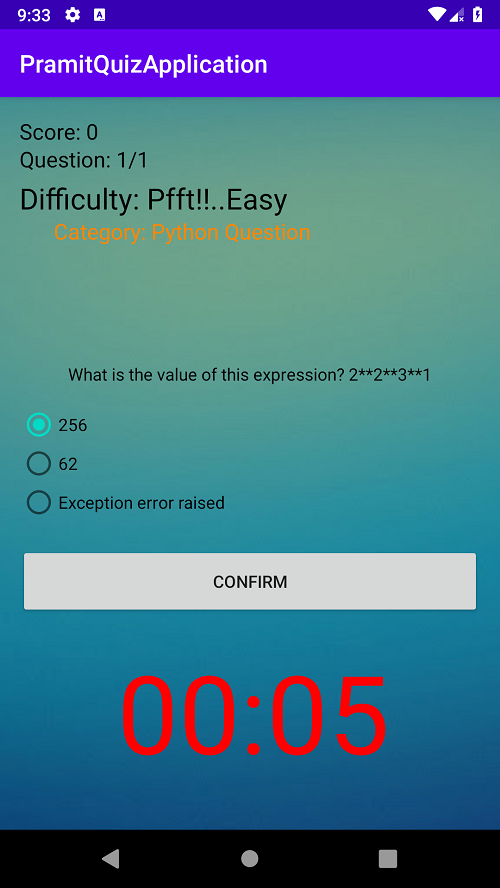 9:33
PramitQuizApplication
Score: 0
Question: 1/1
Difficulty: Pfft!!..Easy
Category: Python Question
What is the value of this expression? 2**2**3**1
256
62
Exception error raised
CONFIRM
00:05